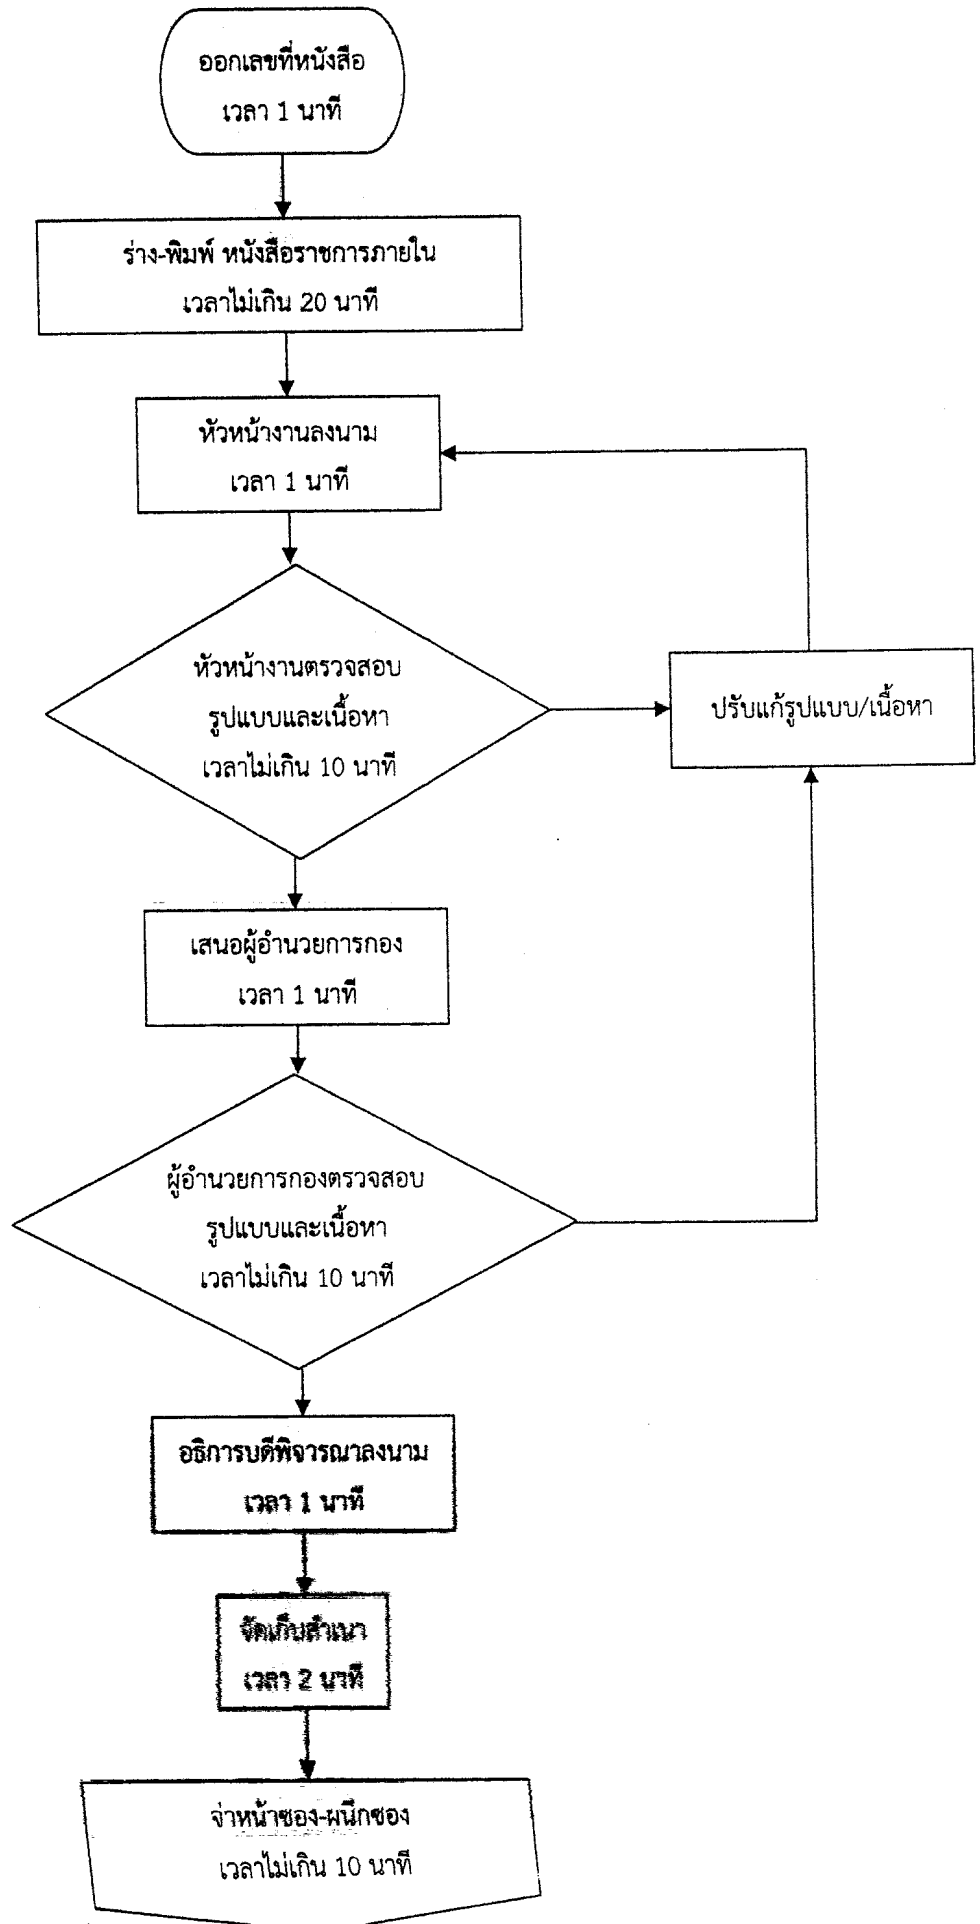 ออกเลขที่หนังสือ
เวลา 1 นาที
ร่าง-พิมพ์ หนังสือราชการภายใน
เวลาไม่เกิน 20 นาที
หัวหน้างานลงนาม
เวลา 1 นาที
หัวหน้างานตรวจสอบ
รูปแบบและเนื้อหา
เวลาไม่เกิน 10 นาที
ปรับแก้รูปแบบ/เนื้อหา
เสนอผู้อำนวยการกอง
เวลา 1 นาที
ผู้อำนวยการกองตรวจสอบ
รูปแบบและเนื้อหา
เวลาไม่เกิน 10 นาที
อธิการบดีพิจารณาลงนาม
เวลา 1 นาที
จัดเก็บสำเนา
เวลา 2 นาที
จ่าหน้าซอง-ผนึกซอง
เวลาไม่เกิน 10 นาที